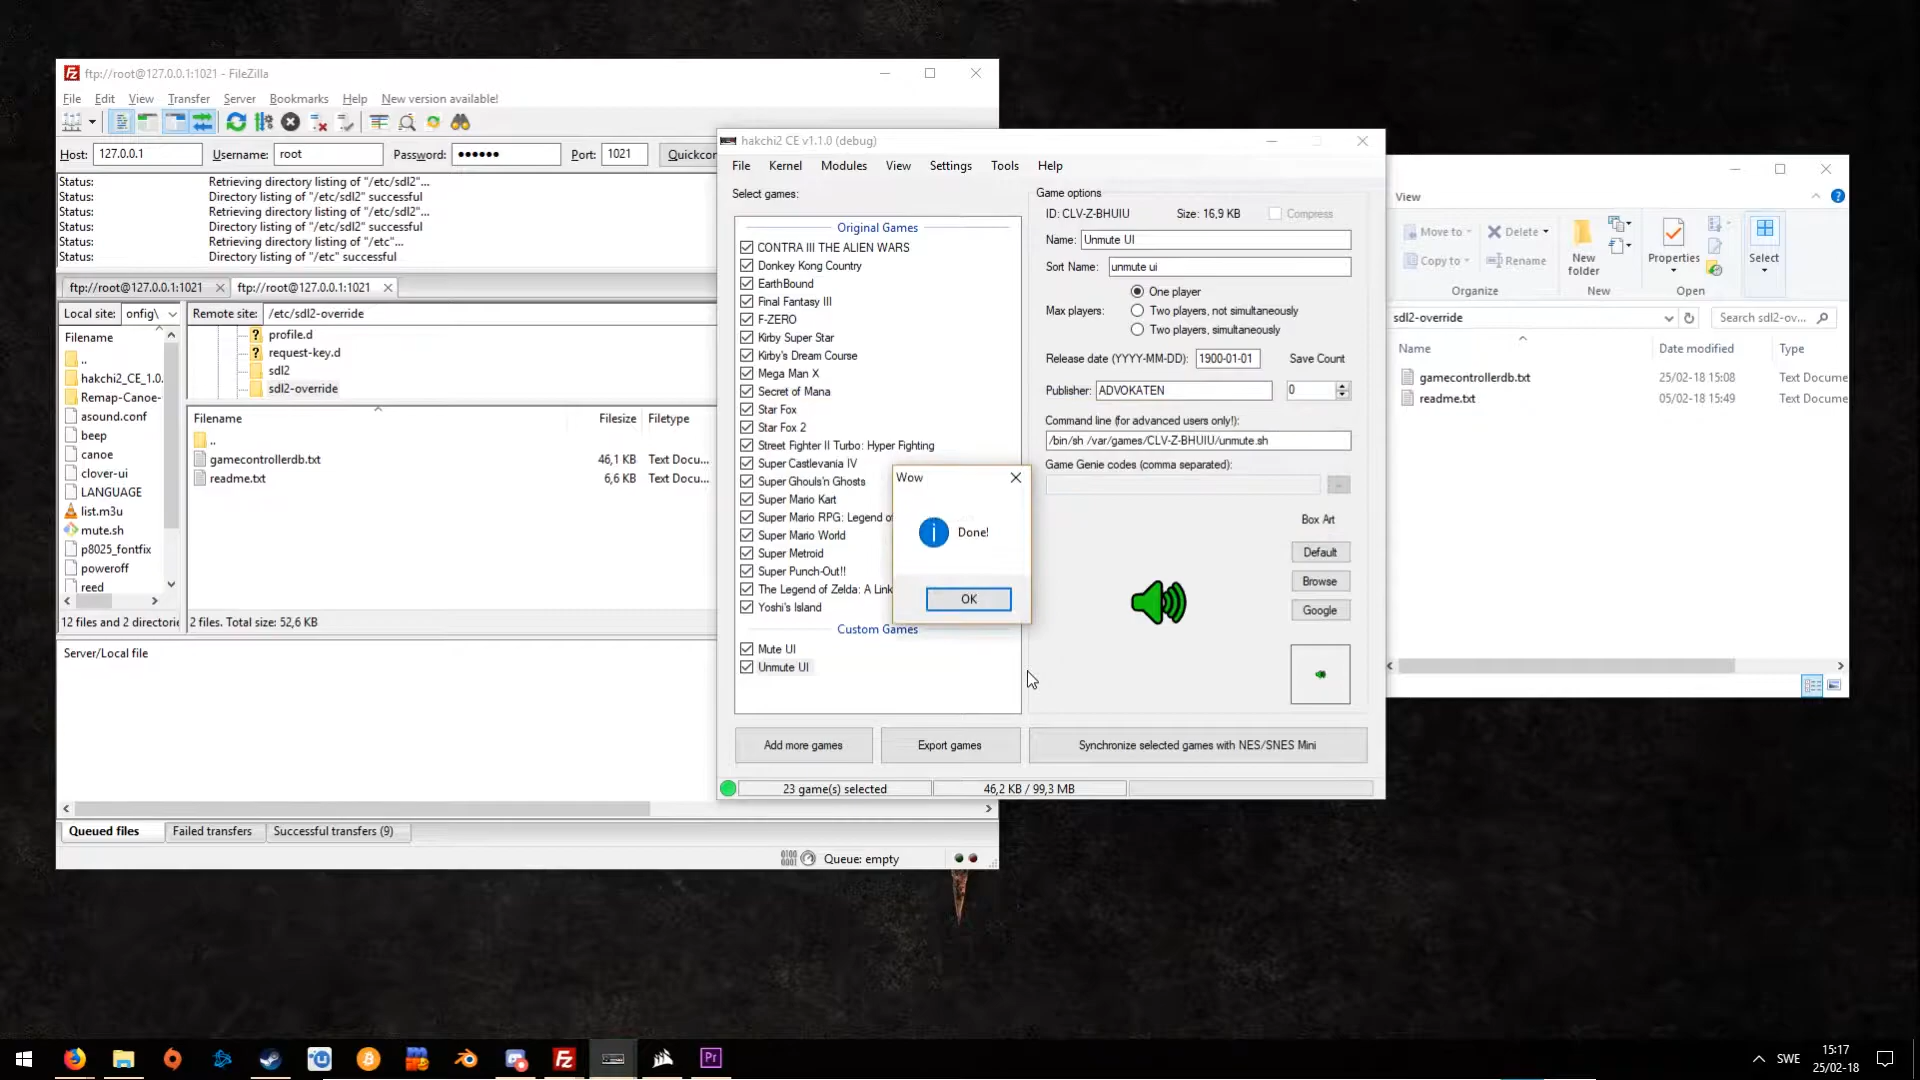 ftp://root@127.0.0.1:1021 - FileZilla
File Edit View Transfer Server Bookmarks Help New version available!
Host: 127.0.0.1 Username: root Password: •••••• Port: 1021 Quickcor
Status: Retrieving directory listing of "/etc/sdl2"...
Status: Directory listing of "/etc/sdl2" successful
Status: Retrieving directory listing of "/etc/sdl2"...
Status: Directory listing of "/etc/sdl2" successful
Status: Retrieving directory listing of "/etc"...
Status: Directory listing of "/etc" successful
ftp://root@127.0.0.1:1021 ftp://root@127.0.0.1:1021
Local site: onfig\ Remote site: /etc/sdl2-override
profile.d
request-key.d
sdl2
sdl2-override
Filename
..
hakchi2_CE_1.0.
Remap-Canoe-
asound.conf
beep
canoe
clover-ui
LANGUAGE
list.m3u
mute.sh
p8025_fontfix
poweroff
reed
12 files and 2 directorie
Filename Filesize Filetype
..
gamecontrollerdb.txt 46,1 KB Text Docu...
readme.txt 6,6 KB Text Docu...
2 files. Total size: 52,6 KB
Server/Local file
Queued files Failed transfers Successful transfers (9)
Queue: empty
hakchi2 CE v1.1.0 (debug)
File Kernel Modules View Settings Tools Help
Select games:
Original Games
CONTRA III THE ALIEN WARS
Donkey Kong Country
EarthBound
Final Fantasy III
F-ZERO
Kirby Super Star
Kirby's Dream Course
Mega Man X
Secret of Mana
Star Fox
Star Fox 2
Street Fighter II Turbo: Hyper Fighting
Super Castlevania IV
Super Ghouls'n Ghosts
Super Mario Kart
Super Mario RPG: Legend of
Super Mario World
Super Metroid
Super Punch-Out!!
The Legend of Zelda: A Link
Yoshi's Island
Custom Games
Mute UI
Unmute UI
Add more games Export games Synchronize selected games with NES/SNES Mini
23 game(s) selected 46,2 KB / 99,3 MB
Game options
ID: CLV-Z-BHUIU Size: 16,9 KB Compress
Name: Unmute UI
Sort Name: unmute ui
Max players:
One player
Two players, not simultaneously
Two players, simultaneously
Release date (YYYY-MM-DD): 1900-01-01 Save Count
Publisher: ADVOKATEN 0
Command line (for advanced users only!):
/bin/sh /var/games/CLV-Z-BHUIU/unmute.sh
Game Genie codes (comma separated):
Box Art
Default
Browse
Google
Wow
Done!
OK
View
Move to Delete
Copy to Rename
New folder
Properties
Select
Organize New Open
sdl2-override Search sdl2-ov...
Name Date modified Type
gamecontrollerdb.txt 25/02-18 15:08 Text Docume
readme.txt 05/02-18 15:49 Text Docume
SWE
15:17
25/02-18